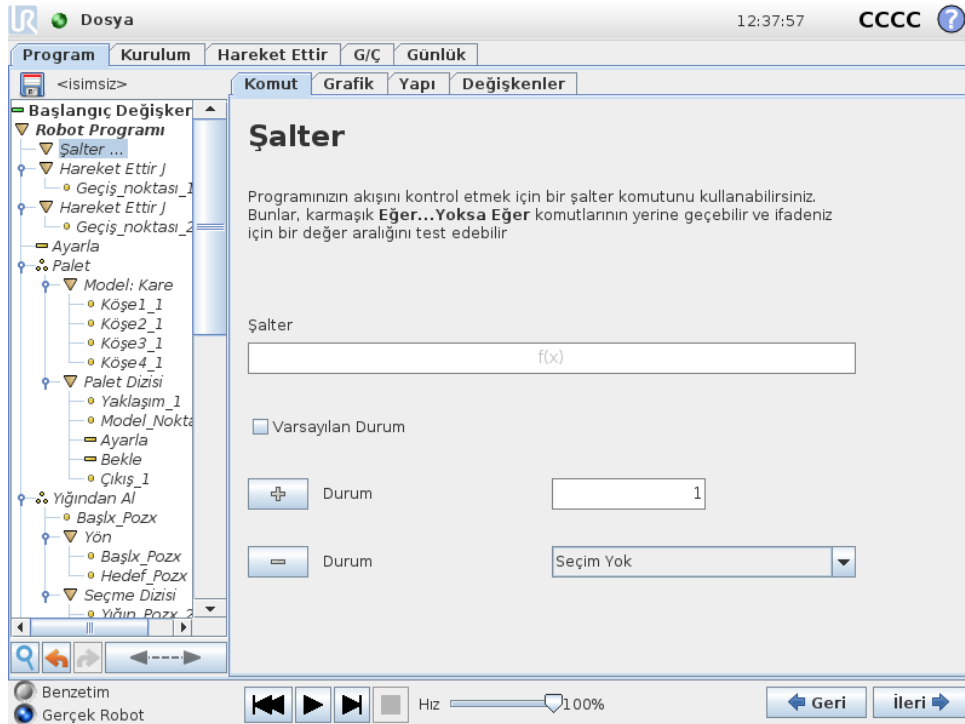 Dosya
12:37:57
CCCC
?
Program
Kurulum
Hareket Ettir
G/Ç
Günlük
<isimsiz>
Komut
Grafik
Yapı
Değişkenler
Başlangıç Değişker
Robot Programı
Şalter ...
Hareket Ettir J
Geçiş_noktası_1
Hareket Ettir J
Geçiş_noktası_2
Ayarla
Palet
Model: Kare
Köşe1_1
Köşe2_1
Köşe3_1
Köşe4_1
Palet Dizisi
Yaklaşım_1
Model_Nokta
Ayarla
Bekle
Çıkış_1
Yığından Al
Başlx_Pozx
Yön
Başlx_Pozx
Hedef_Pozx
Seçme Dizisi
Yığın_Pozx_2
Şalter
Programınızın akışını kontrol etmek için bir şalter komutunu kullanabilirsiniz.
Bunlar, karmaşık Eğer...Yoksa Eğer komutlarının yerine geçebilir ve ifadeniz
için bir değer aralığını test edebilir
Şalter
f(x)
Varsayılan Durum
Durum
1
Durum
Seçim Yok
Benzetim
Gerçek Robot
Hız
100%
Geri
İleri